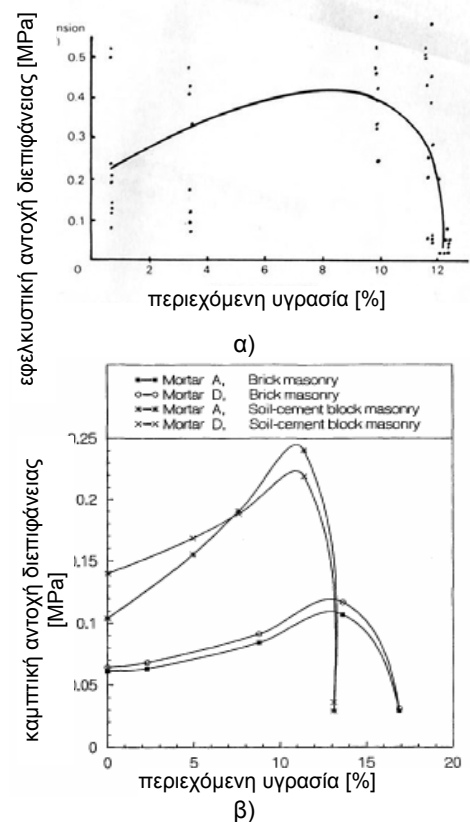 nsion
εφελκυστική αντοχή διεπιφάνειας [MPa]
0.5
0.4
0.3
0.2
0.1
0 2 4 6 8 10 12
περιεχόμενη υγρασία [%]
α)
Mortar A, Brick masonry
Mortar D, Brick masonry
Mortar A, Soil-cement block masonry
Mortar D, Soil-cement block masonry
καμπτική αντοχή διεπιφάνειας
[MPa]
0.25
0.2
0.15
0.1
0.05
0
0 5 10 15 20
περιεχόμενη υγρασία [%]
β)